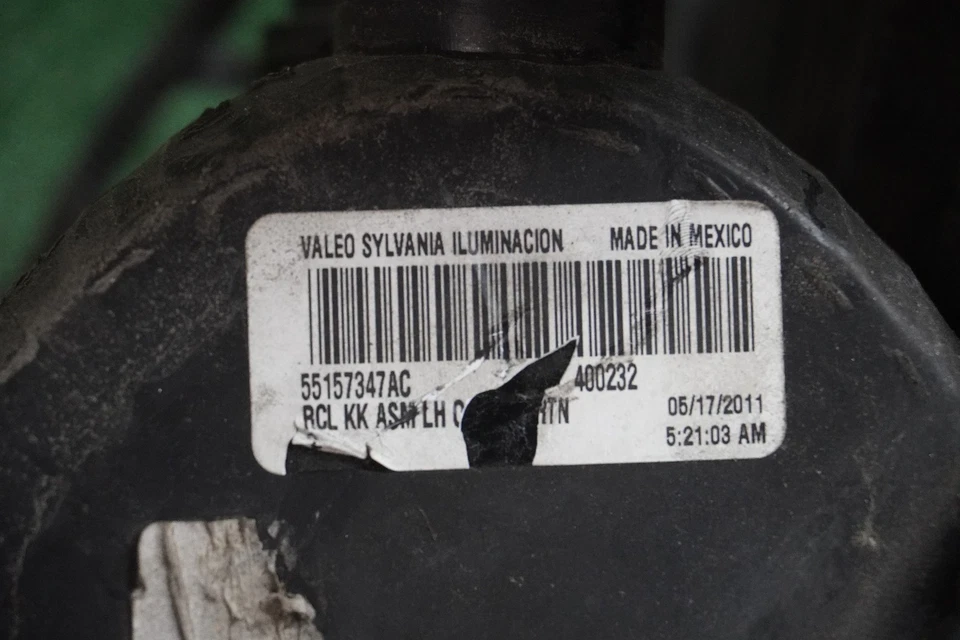 VALEO SYLVANIA ILUMINACION MADE IN MEXICO
55157347AC 400232
RCL KK ASM LH
05/17/2011
5:21:03 AM